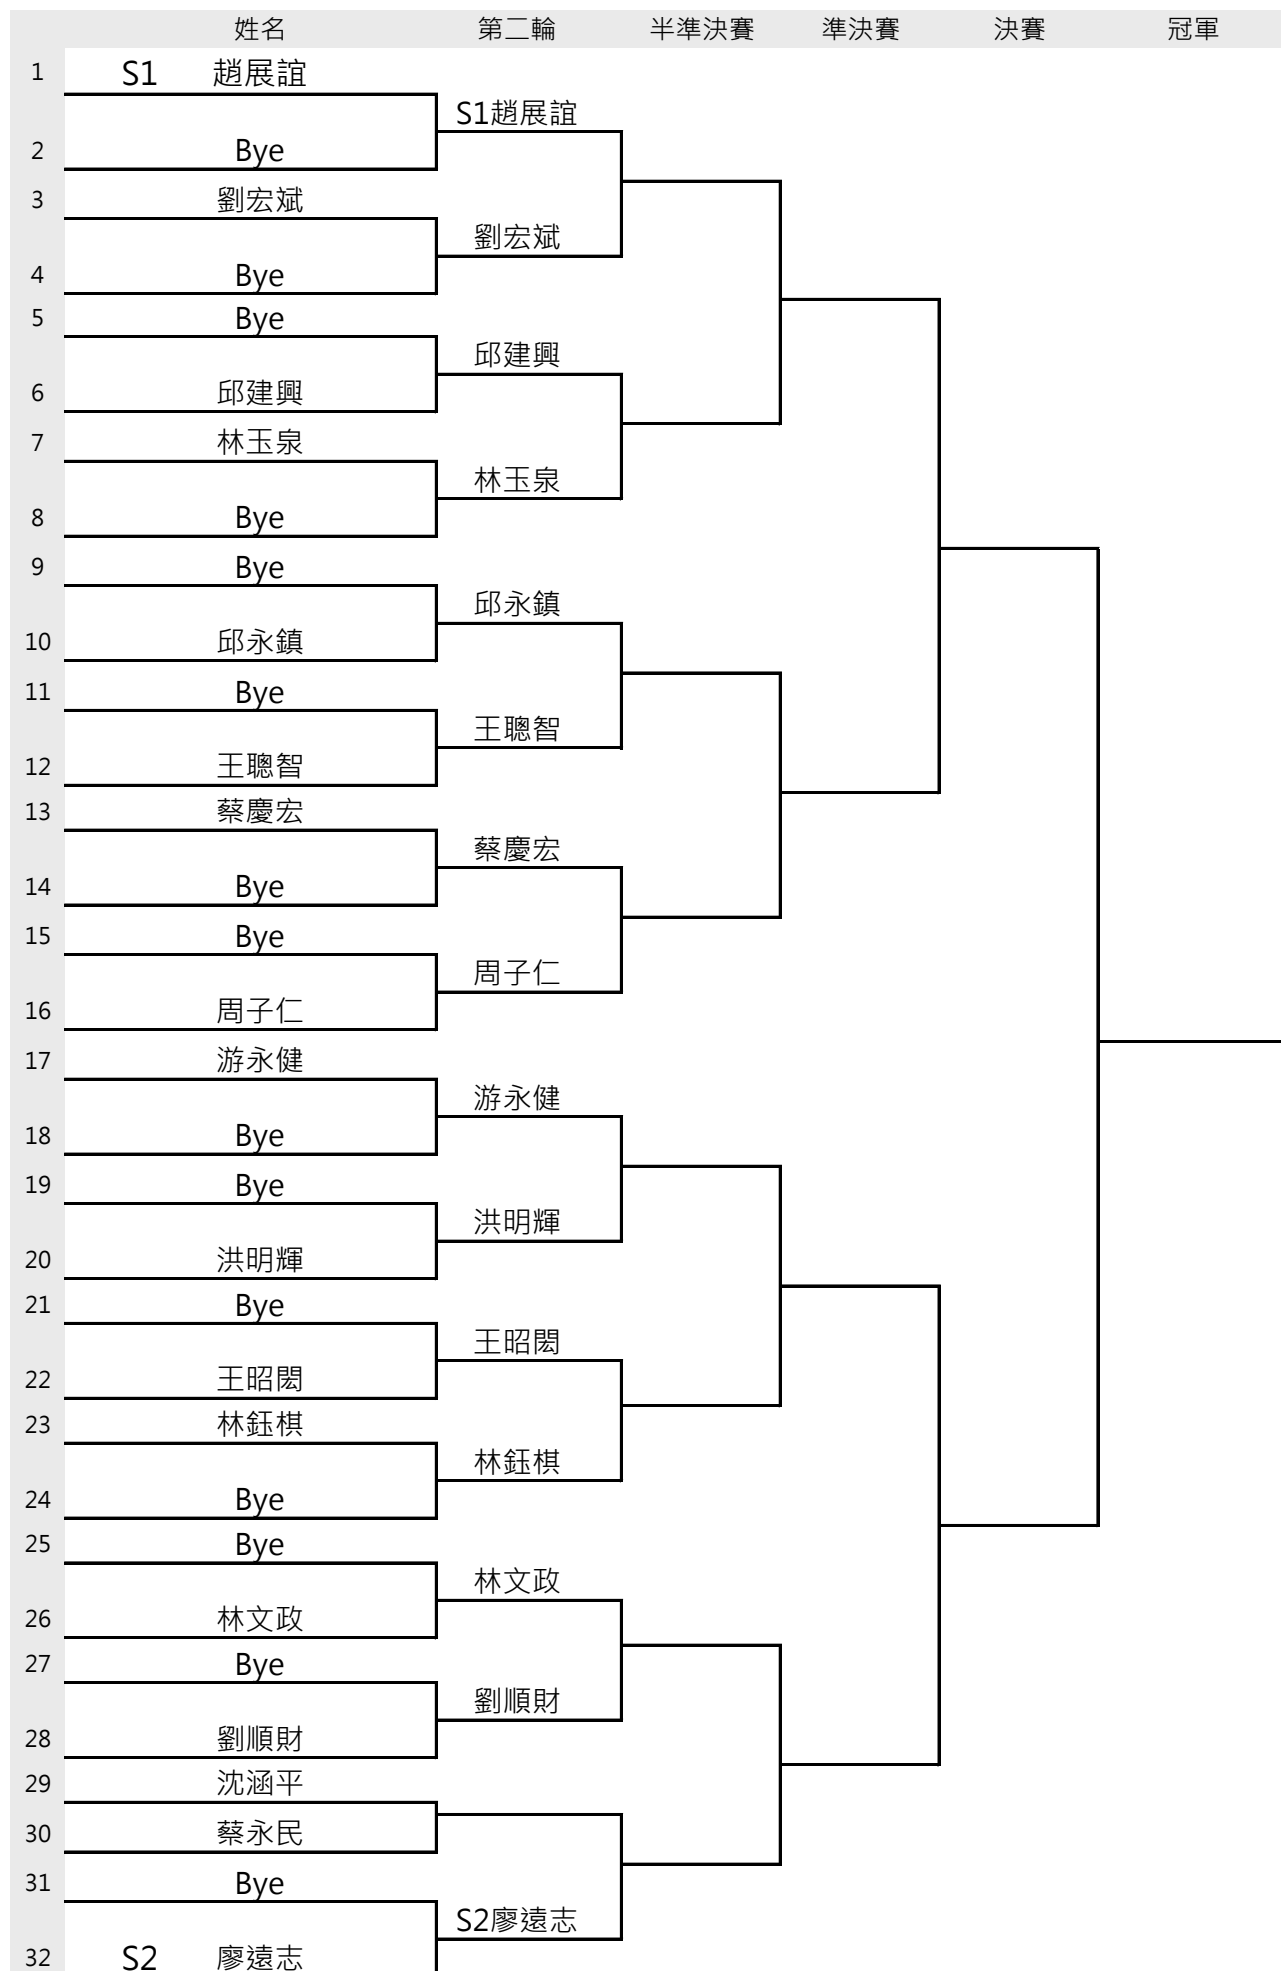 姓名 第二輪 半準決賽 準決賽 決賽 冠軍
1 S1 趙展誼
S1趙展誼
2 Bye
3 劉宏斌
劉宏斌
4 Bye
5 Bye
邱建興
6 邱建興
7 林玉泉
林玉泉
8 Bye
9 Bye
邱永鎮
10 邱永鎮
11 Bye
王聰智
12 王聰智
13 蔡慶宏
蔡慶宏
14 Bye
15 Bye
周子仁
16 周子仁
17 游永健
游永健
18 Bye
19 Bye
洪明輝
20 洪明輝
21 Bye
王昭閎
22 王昭閎
23 林鈺棋
林鈺棋
24 Bye
25 Bye
林文政
26 林文政
27 Bye
劉順財
28 劉順財
29 沈涵平
30 蔡永民
31 Bye
S2廖遠志
32 S2 廖遠志